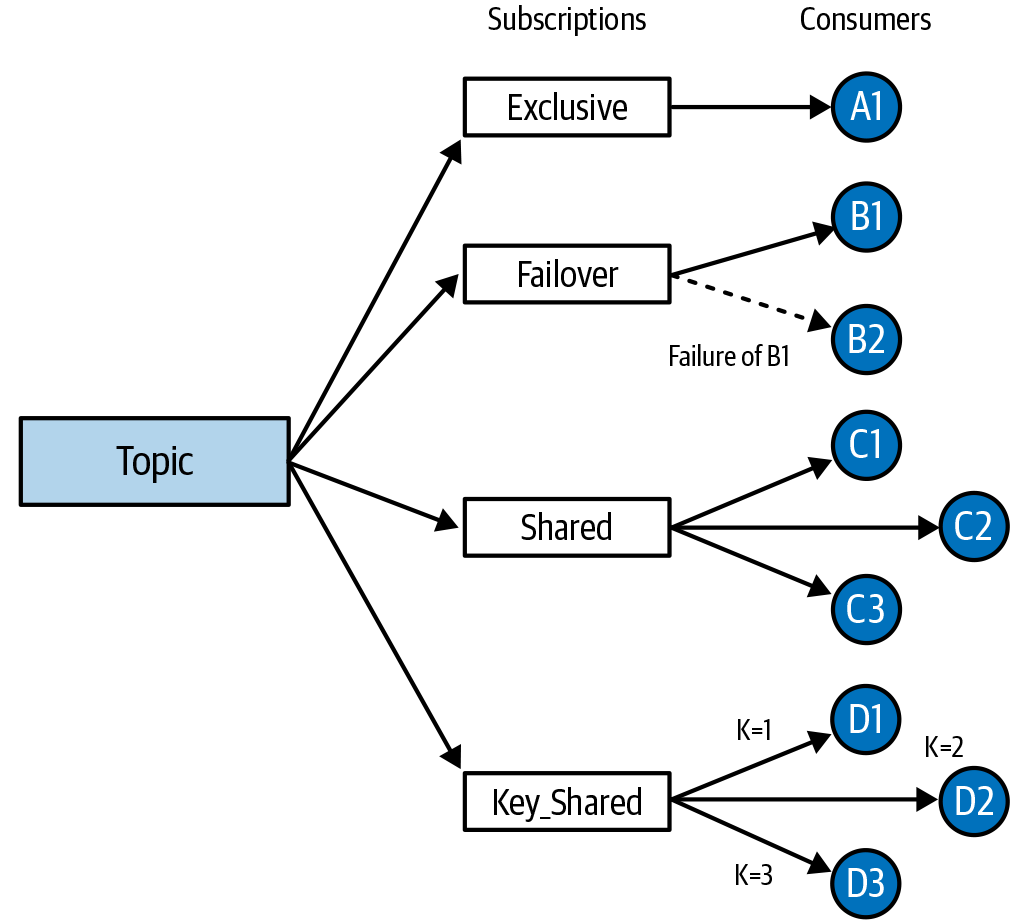 Subscriptions
Consumers
Exclusive
A1
B1
Failover
B2
Failure of B1
Topic
C1
Shared
C2
C3
D1
K=1
K=2
Key_Shared
D2
K=3
D3